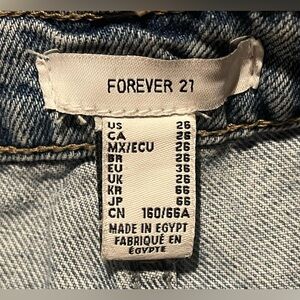 FOREVER 21
US 26
CA 26
MX/ECU 26
BR 26
EU 36
UK 26
KR 66
JP 66
CN 160/66A
MADE IN EGYPT
FABRIQUÉ EN
ÉGYPTE